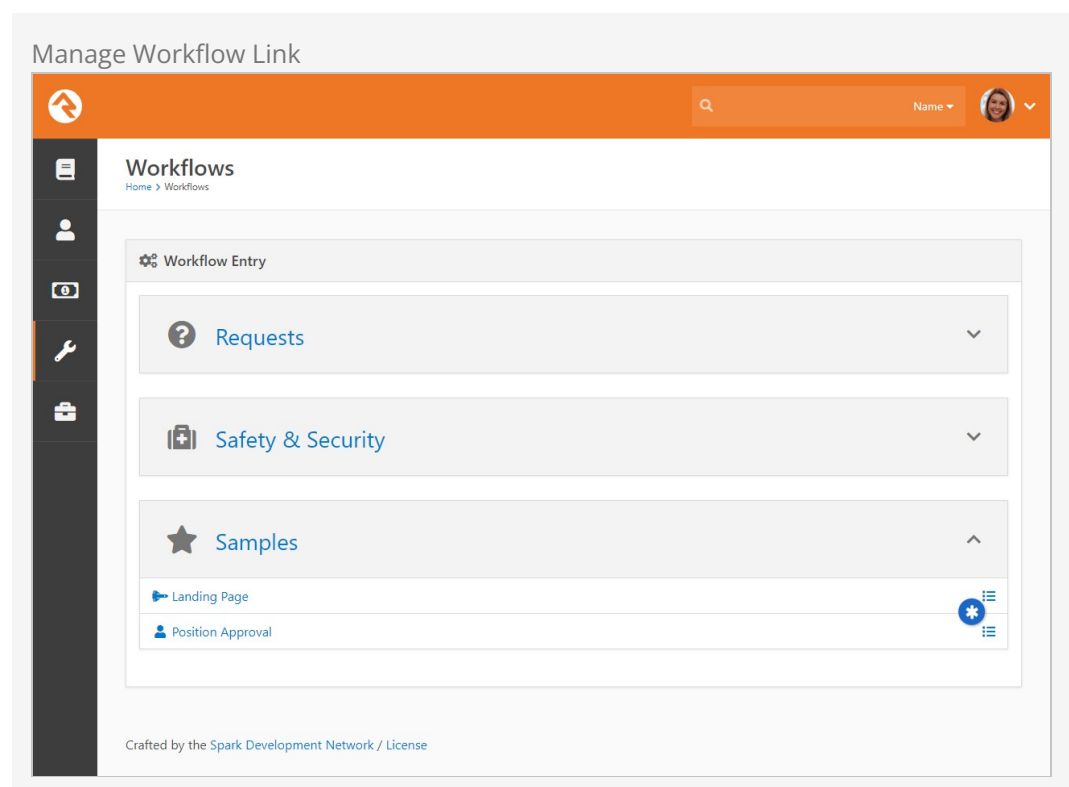 Manage Workflow Link
Name
Workflows
Home > Workflows
Workflow Entry
Requests
Safety & Security
Samples
Landing Page
Position Approval
Crafted by the Spark Development Network / License